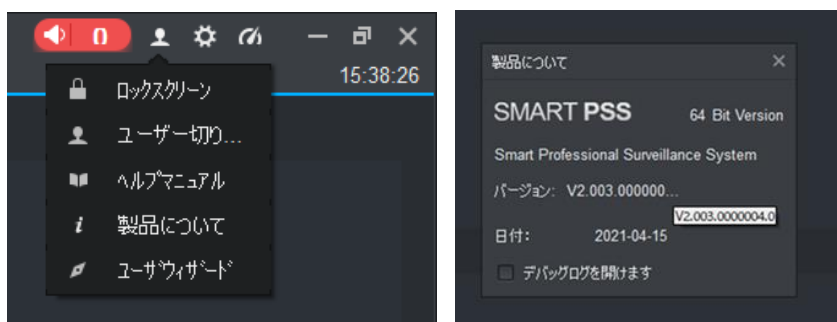 0
15:38:26
ロックスクリーン
ユーザー切り...
ヘルプマニュアル
製品について
ユーザウィザード
製品について
SMART PSS 64 Bit Version
Smart Professional Surveillance System
バージョン: V2.003.000000...
V2.003.0000004.0
日付: 2021-04-15
デバッグログを開けます